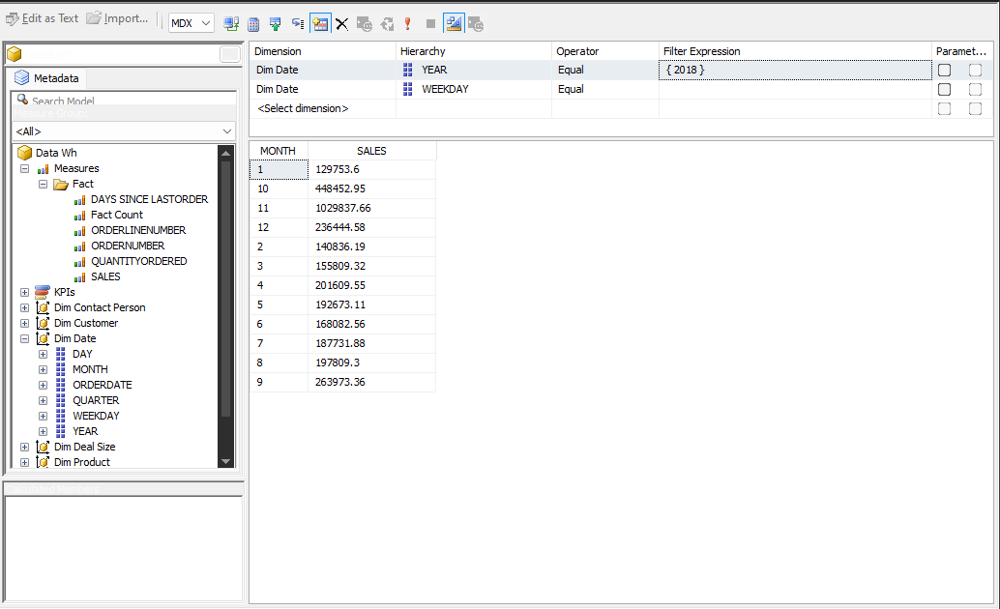 Edit as Text Import... MDX
Metadata
Search Model
Measure Group:
<All>
Data Wh
Measures
Fact
DAYS SINCE LASTORDER
Fact Count
ORDERLINENUMBER
ORDERNUMBER
QUANTITYORDERED
SALES
KPIs
Dim Contact Person
Dim Customer
Dim Date
DAY
MONTH
ORDERDATE
QUARTER
WEEKDAY
YEAR
Dim Deal Size
Dim Product
Calculated Members
Dimension Hierarchy Operator Filter Expression Paramet...
Dim Date YEAR Equal { 2018 }
Dim Date WEEKDAY Equal
<Select dimension>
MONTH SALES
1 129753.6
10 448452.95
11 1029837.66
12 236444.58
2 140836.19
3 155809.32
4 201609.55
5 192673.11
6 168082.56
7 187731.88
8 197809.3
9 263973.36